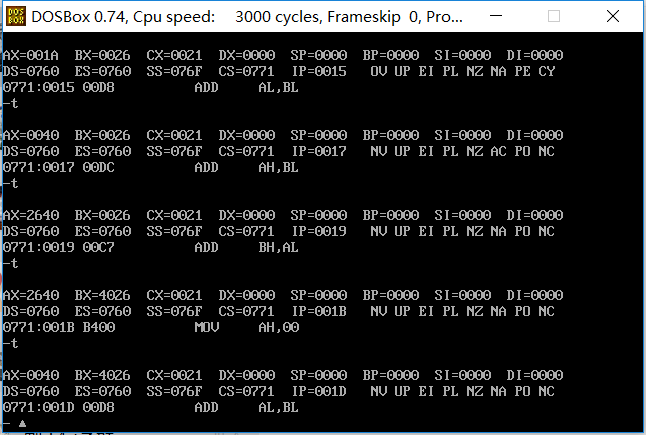 DOSBox 0.74, Cpu speed: 3000 cycles, Frameskip 0, Pro...
AX=001A BX=0026 CX=0021 DX=0000 SP=0000 BP=0000 SI=0000 DI=0000
DS=0760 ES=0760 SS=076F CS=0771 IP=0015 OV UP EI PL NZ NA PE CY
0771:0015 00D8 ADD AL,BL
-t
AX=0040 BX=0026 CX=0021 DX=0000 SP=0000 BP=0000 SI=0000 DI=0000
DS=0760 ES=0760 SS=076F CS=0771 IP=0017 NV UP EI PL NZ AC PO NC
0771:0017 00DC ADD AH,BL
-t
AX=2640 BX=0026 CX=0021 DX=0000 SP=0000 BP=0000 SI=0000 DI=0000
DS=0760 ES=0760 SS=076F CS=0771 IP=0019 NV UP EI PL NZ NA PO NC
0771:0019 00C7 ADD BH,AL
-t
AX=2640 BX=4026 CX=0021 DX=0000 SP=0000 BP=0000 SI=0000 DI=0000
DS=0760 ES=0760 SS=076F CS=0771 IP=001B NV UP EI PL NZ NA PO NC
0771:001B B400 MOV AH,00
-t
AX=0040 BX=4026 CX=0021 DX=0000 SP=0000 BP=0000 SI=0000 DI=0000
DS=0760 ES=0760 SS=076F CS=0771 IP=001D NV UP EI PL NZ NA PO NC
0771:001D 00D8 ADD AL,BL
-